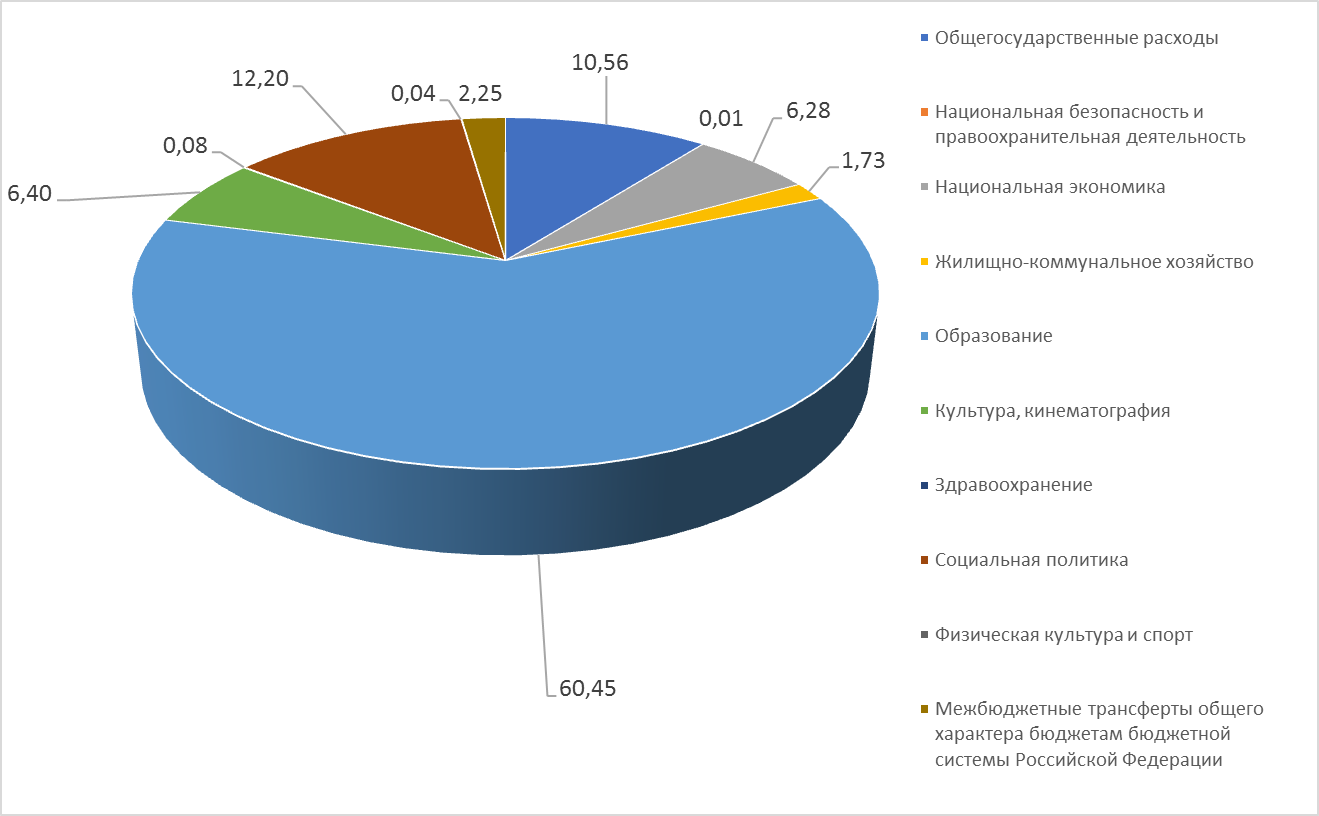 10,56
0,01
6,28
1,73
60,45
6,40
0,08
12,20
0,04
2,25
Общегосударственные расходы
Национальная безопасность и
правоохранительная деятельность
Национальная экономика
Жилищно-коммунальное хозяйство
Образование
Культура, кинематография
Здравоохранение
Социальная политика
Физическая культура и спорт
Межбюджетные трансферты общего
характера бюджетам бюджетной
системы Российской Федерации